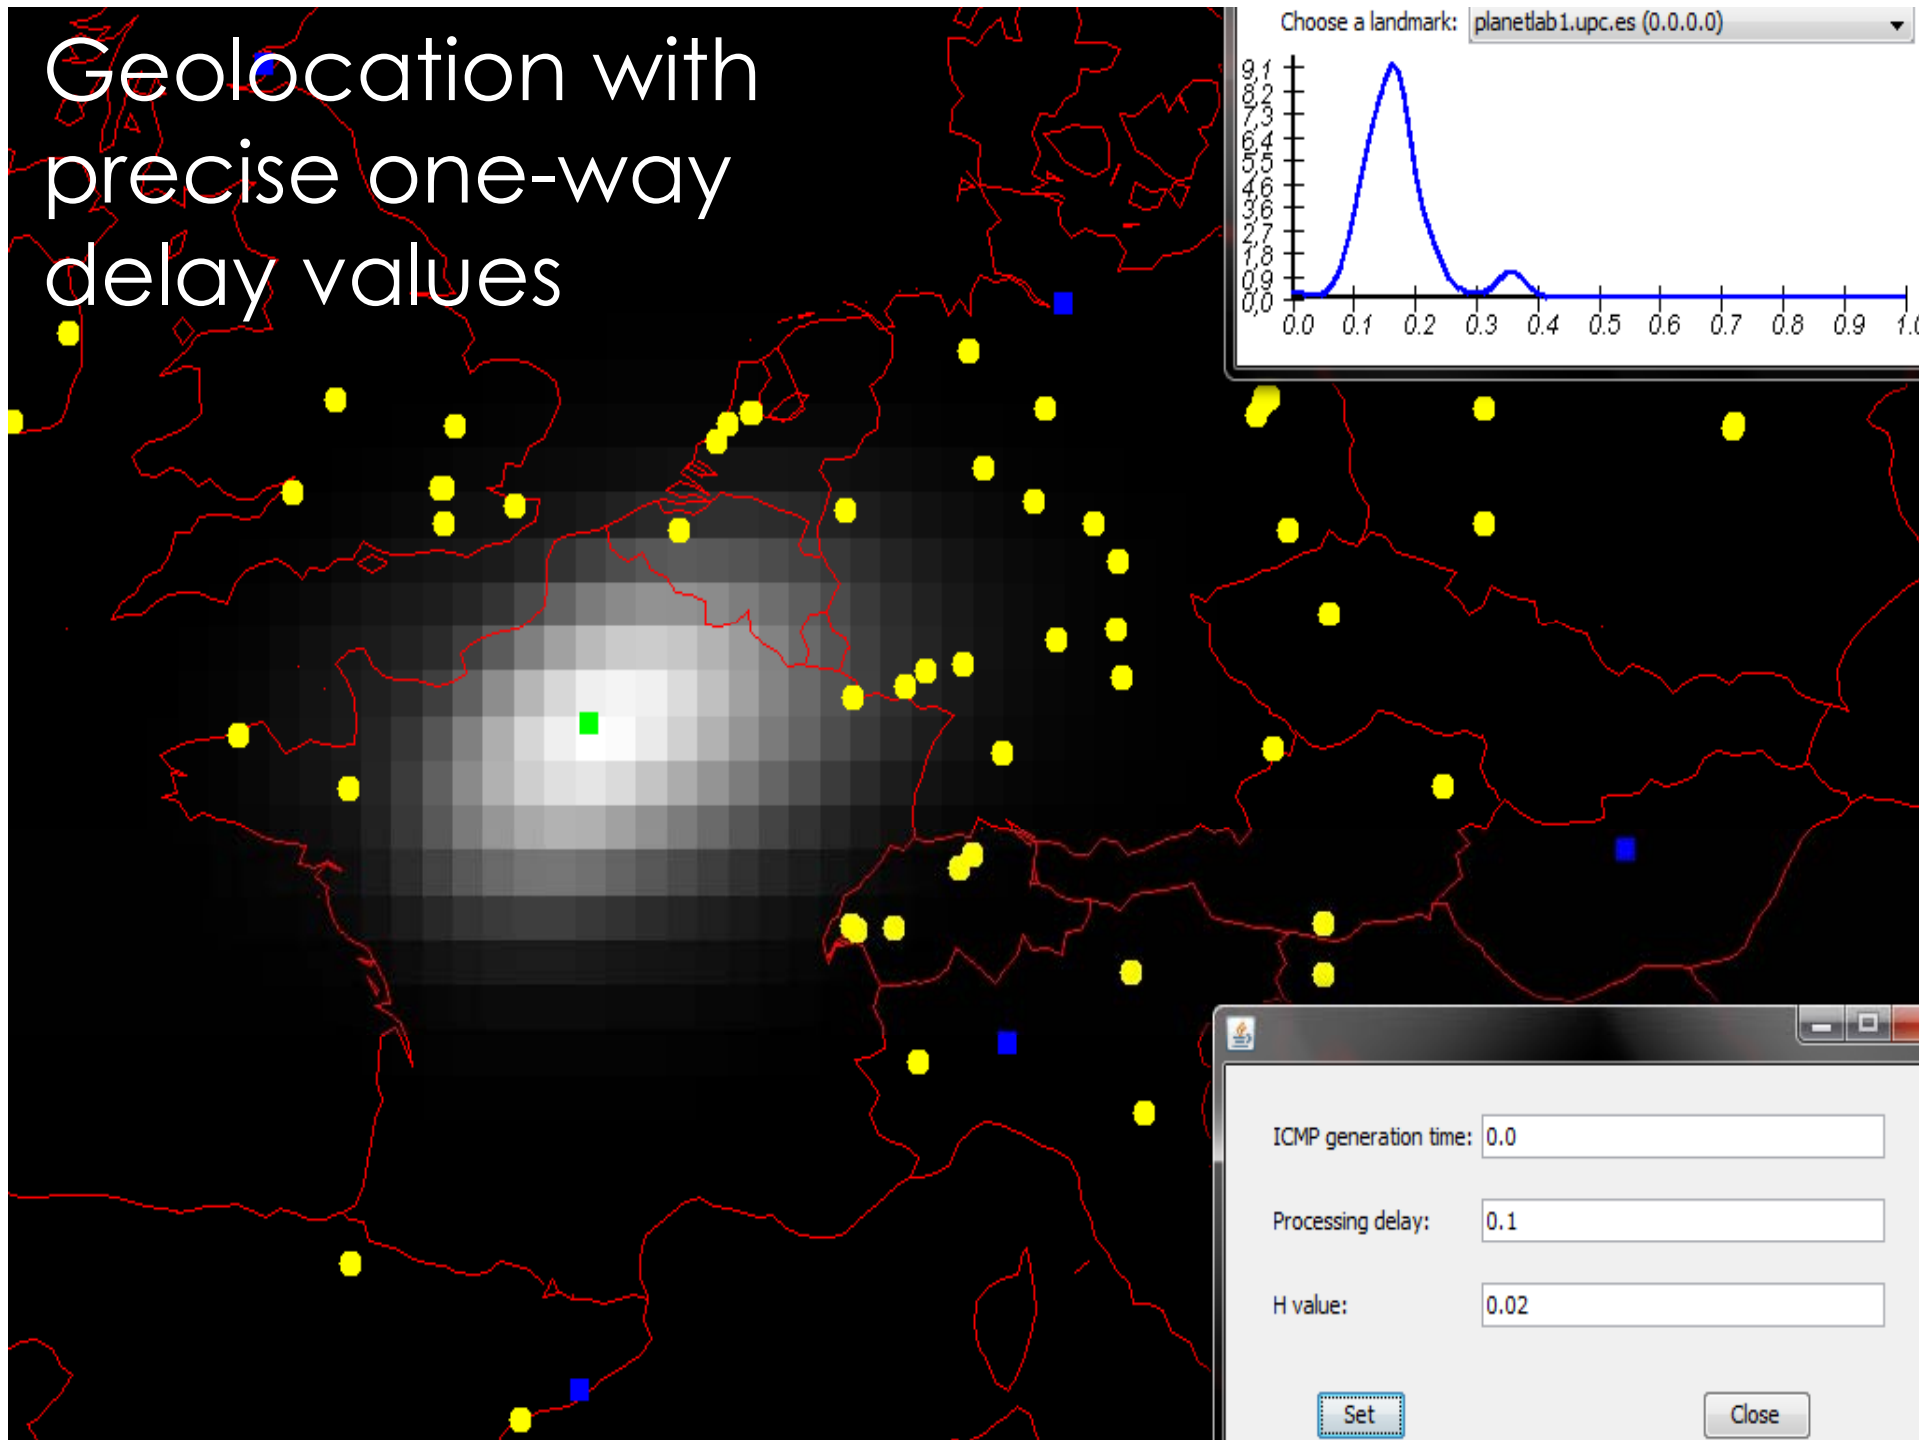 Geolocation with
precise one-way
delay values
Choose a landmark: planetlab1.upc.es (0.0.0.0)
9,1
8,2
7,3
6,4
5,5
4,6
3,6
2,7
1,8
0,9
0,0
0.0 0.1 0.2 0.3 0.4 0.5 0.6 0.7 0.8 0.9 1.0
ICMP generation time: 0.0
Processing delay: 0.1
H value: 0.02
Set Close